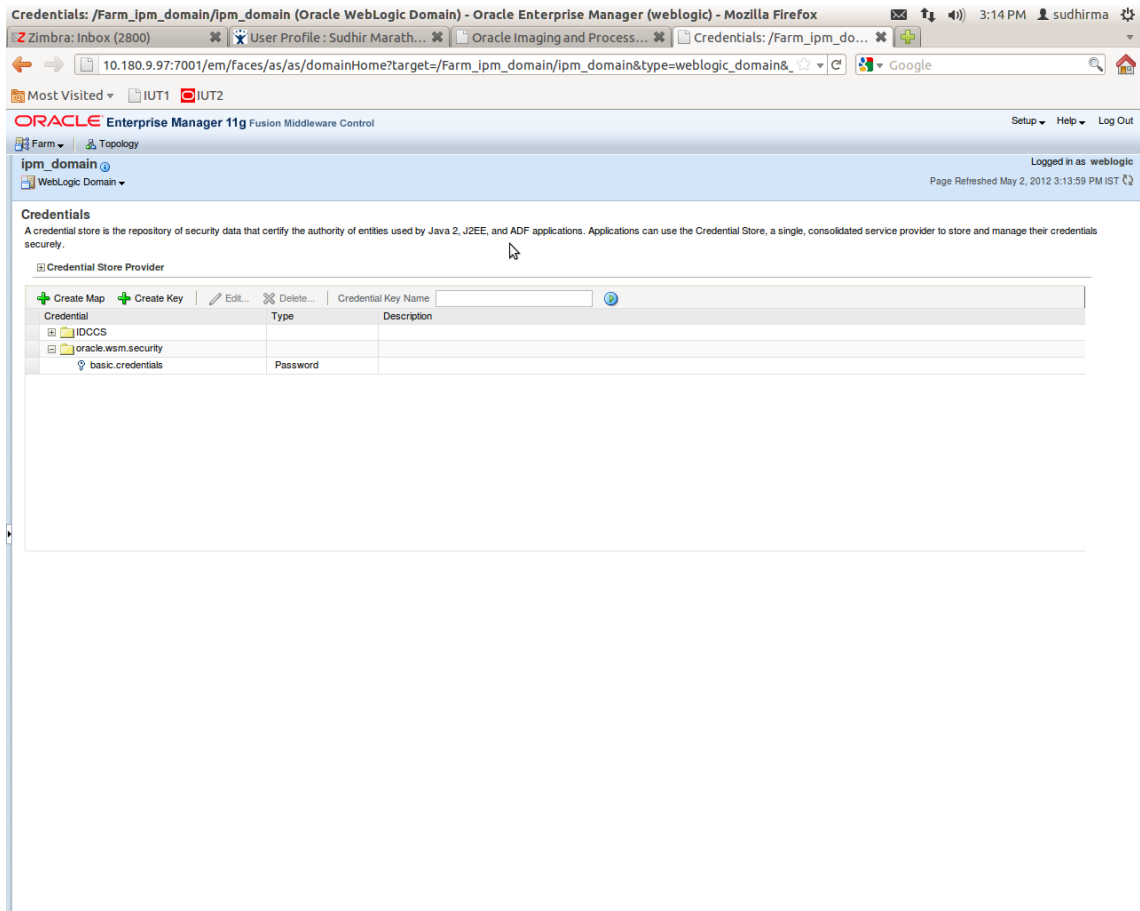 Credentials: /Farm_ipm_domain/ipm_domain (Oracle WebLogic Domain) - Oracle Enterprise Manager (weblogic) - Mozilla Firefox 3:14 PM sudhirma
Z Zimbra: Inbox (2800) User Profile : Sudhir Marath... Oracle Imaging and Process... Credentials: /Farm_ipm_do...
10.180.9.97:7001/em/faces/as/as/domainHome?target=/Farm_ipm_domain/ipm_domain&type=weblogic_domain&_ Google
Most Visited IUT1 IUT2
ORACLE Enterprise Manager 11g Fusion Middleware Control Setup Help Log Out
Farm Topology
ipm_domain Logged in as weblogic
WebLogic Domain Page Refreshed May 2, 2012 3:13:59 PM IST
Credentials
A credential store is the repository of security data that certify the authority of entities used by Java 2, J2EE, and ADF applications. Applications can use the Credential Store, a single, consolidated service provider to store and manage their credentials
securely.
Credential Store Provider
Create Map Create Key Edit... Delete... Credential Key Name
Credential Type Description
IDCCS
oracle.wsm.security
basic.credentials Password